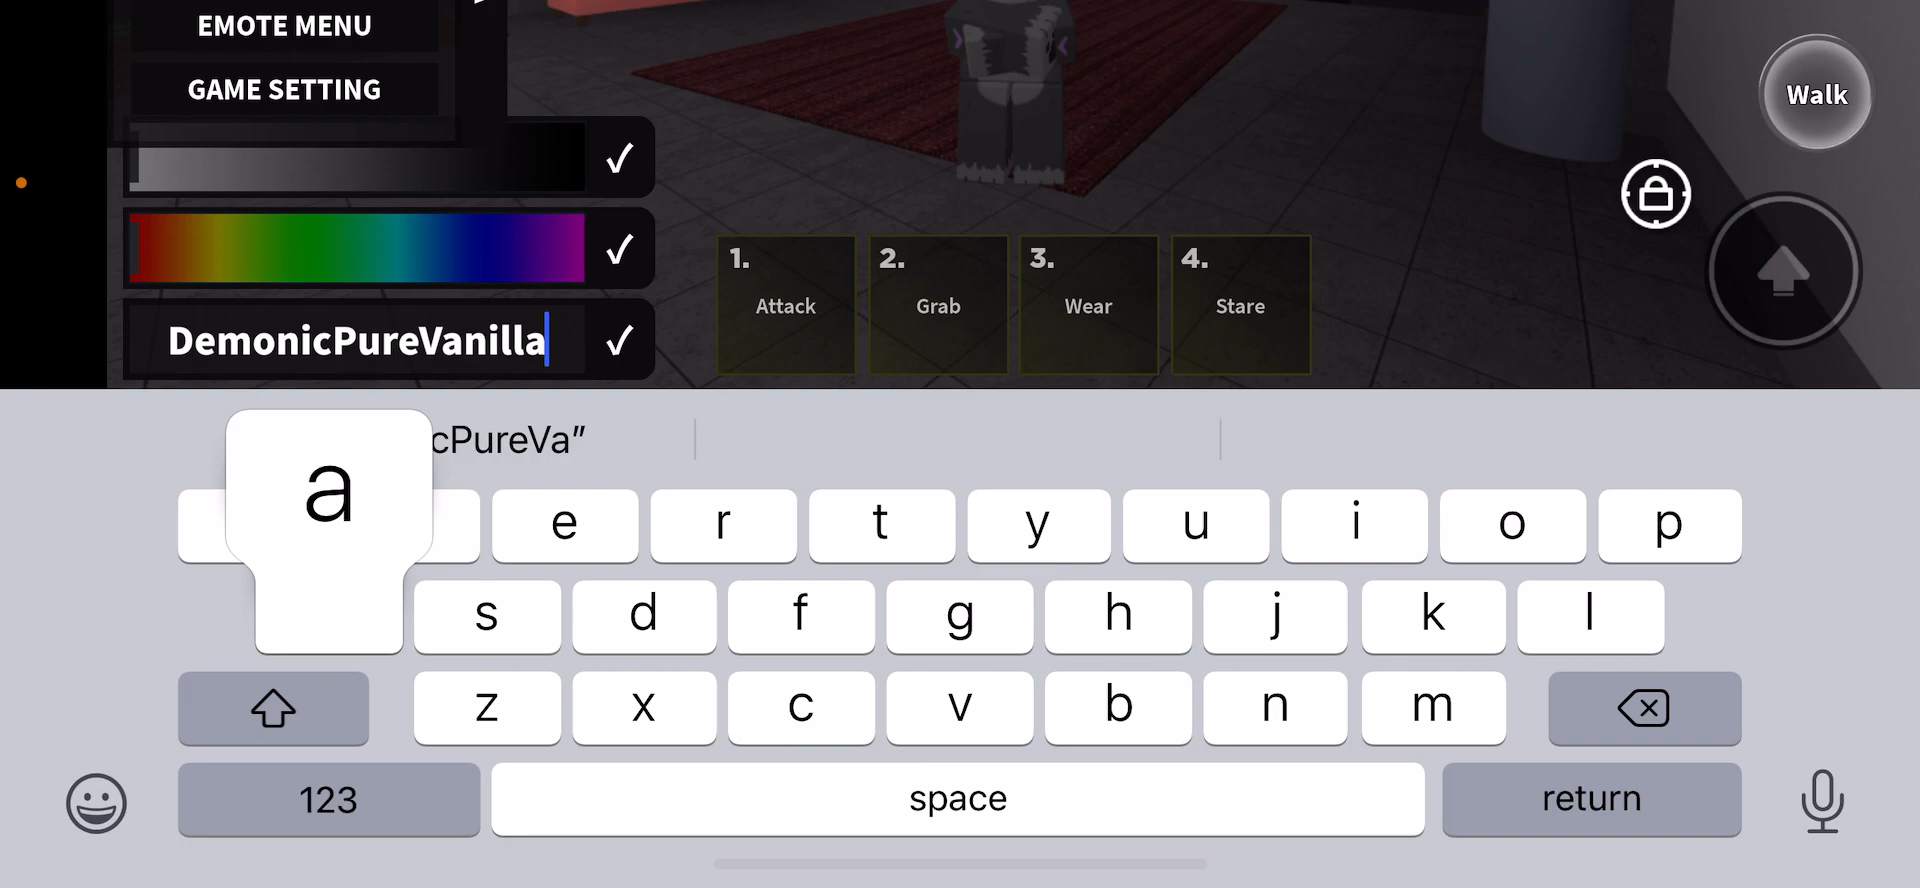 EMOTE MENU
GAME SETTING
Walk
✓
✓
DemonicPureVanilla ✓
1. Attack
2. Grab
3. Wear
4. Stare
cPureVa”
a
e r t y u i o p
s d f g h j k l
z x c v b n m
123 space return